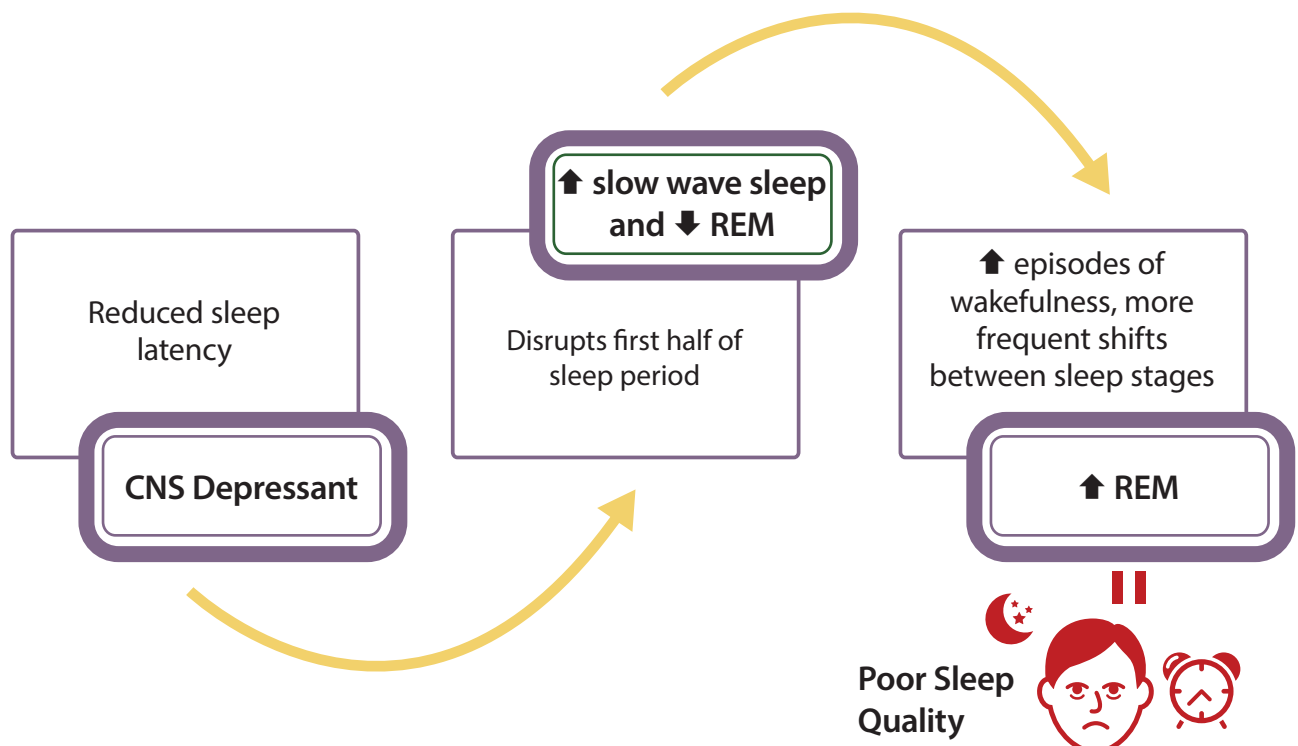 Reduced sleep
latency
CNS Depressant
⬆ slow wave sleep
and ⬇ REM
Disrupts first half of
sleep period
⬆ episodes of
wakefulness, more
frequent shifts
between sleep stages
⬆ REM
Poor Sleep
Quality